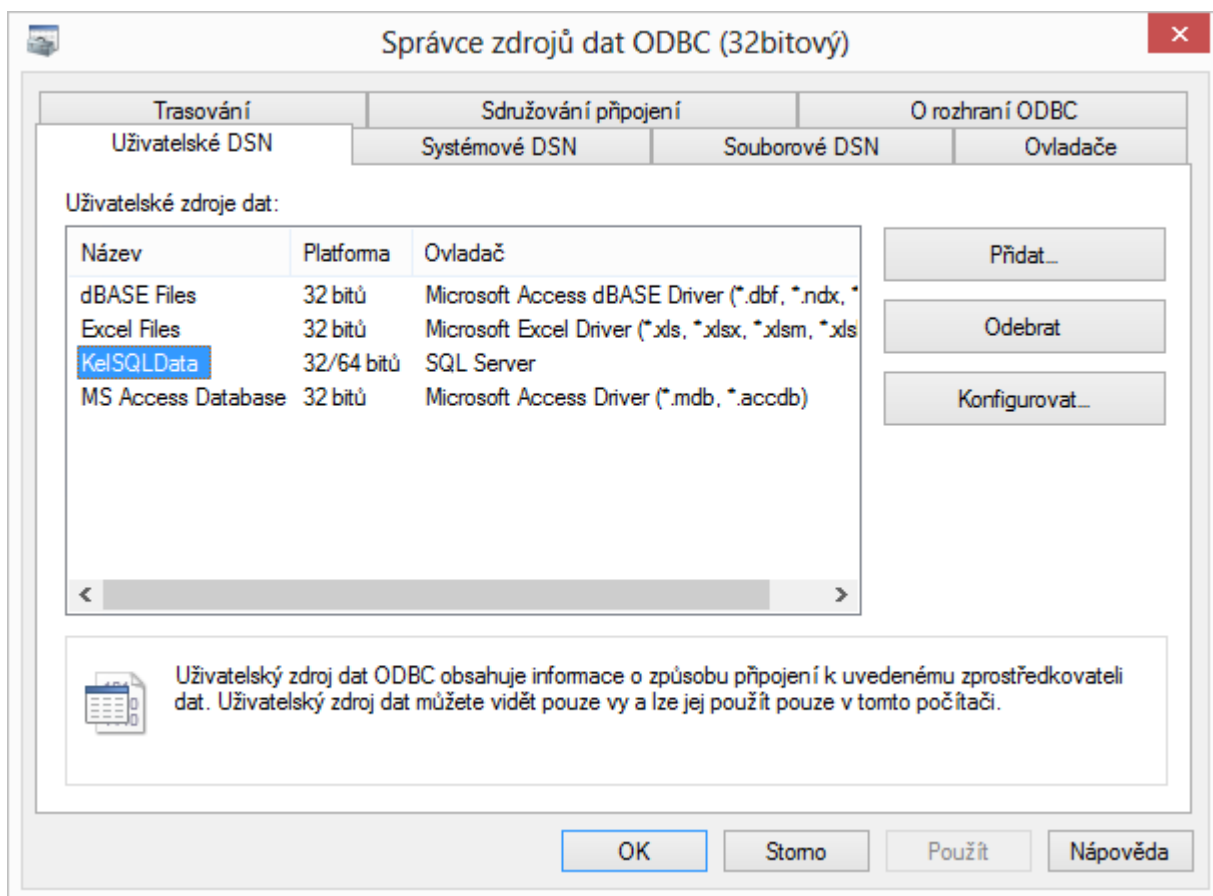 Správce zdrojů dat ODBC (32bitový)
Trasování Sdružování připojení O rozhraní ODBC
Uživatelské DSN Systémové DSN Souborové DSN Ovladače
Uživatelské zdroje dat:
Název Platforma Ovladač
dBASE Files 32 bitů Microsoft Access dBASE Driver (*.dbf, *.ndx, *
Excel Files 32 bitů Microsoft Excel Driver (*.xls, *.xlsx, *.xlsm, *.xls
KelSQLData 32/64 bitů SQL Server
MS Access Database 32 bitů Microsoft Access Driver (*.mdb, *.accdb)
Přidat...
Odebrat
Konfigurovat...
Uživatelský zdroj dat ODBC obsahuje informace o způsobu připojení k uvedenému zprostředkovateli
dat. Uživatelský zdroj dat můžete vidět pouze vy a lze jej použít pouze v tomto počítači.
OK Storno Použít Nápověda